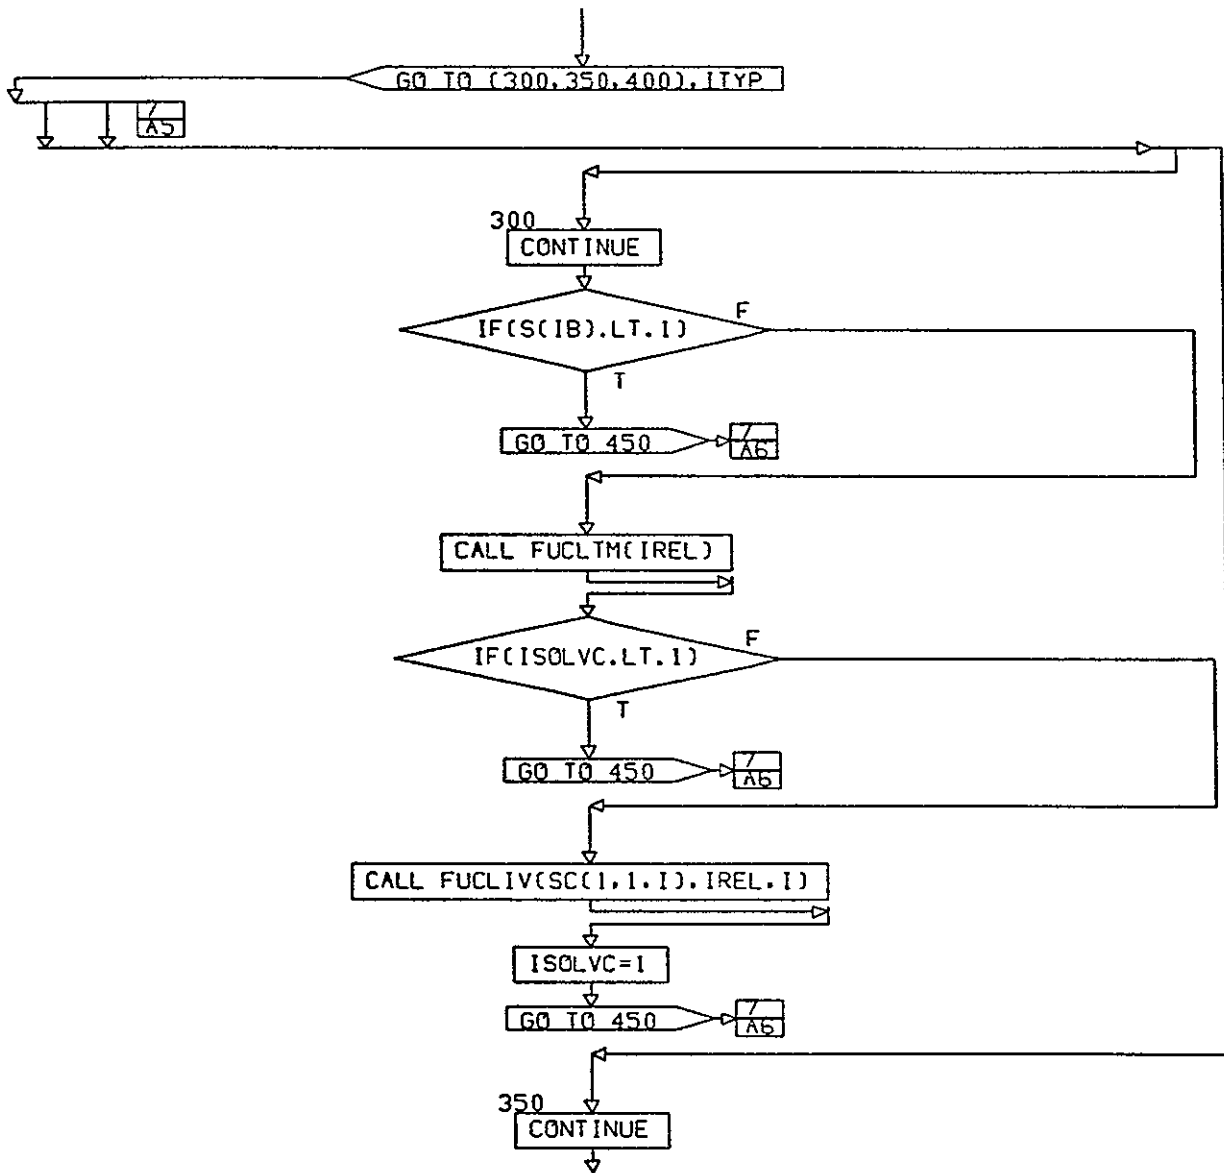 GO TO (300,350,400),ITYP
7
A5
300
CONTINUE
IF(S(IB).LT.1)
F
T
GO TO 450
7
A6
CALL FUCLTM(IREL)
IF(ISOLVC.LT.1)
F
T
GO TO 450
7
A6
CALL FUCLIV(SC(1,1,I),IREL,I)
ISOLVC=1
GO TO 450
7
A6
350
CONTINUE